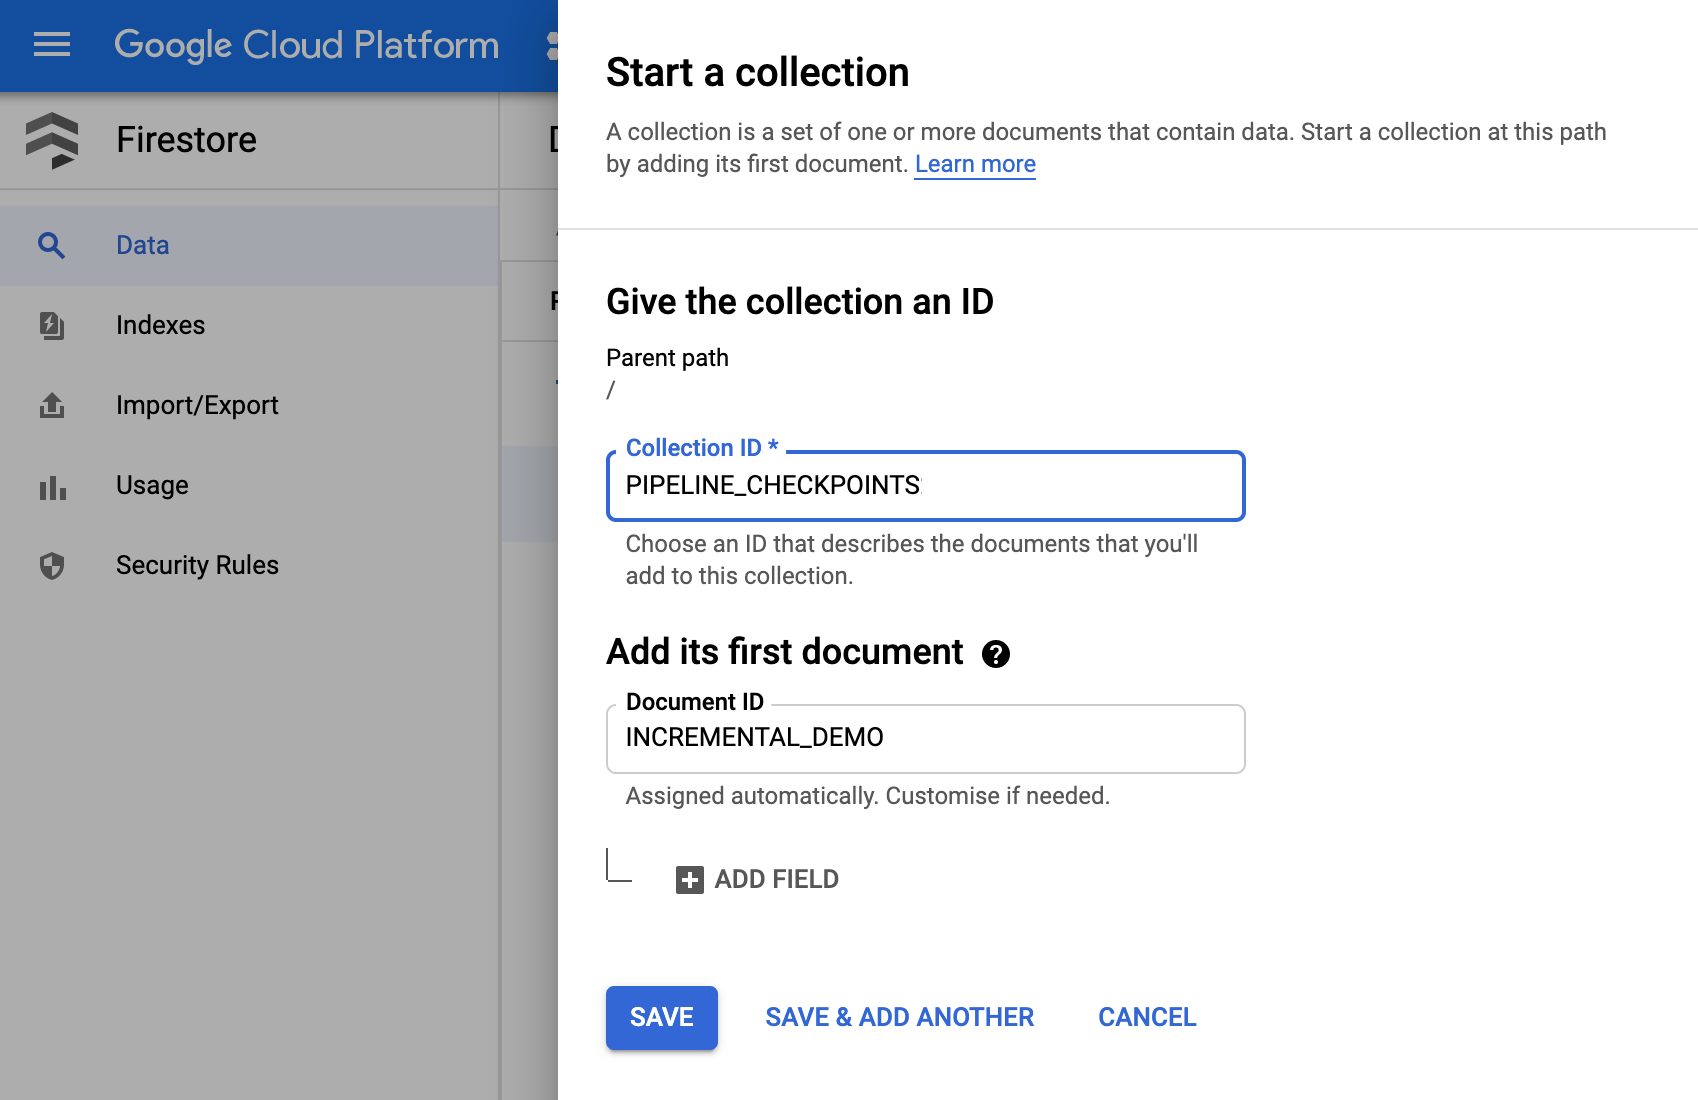 Google Cloud Platform
Firestore
Data
Indexes
Import/Export
Usage
Security Rules
Start a collection
A collection is a set of one or more documents that contain data. Start a collection at this path
by adding its first document. Learn more
Give the collection an ID
Parent path
/
Collection ID *
PIPELINE_CHECKPOINTS
Choose an ID that describes the documents that you'll
add to this collection.
Add its first document
Document ID
INCREMENTAL_DEMO
Assigned automatically. Customise if needed.
ADD FIELD
SAVE
SAVE & ADD ANOTHER
CANCEL